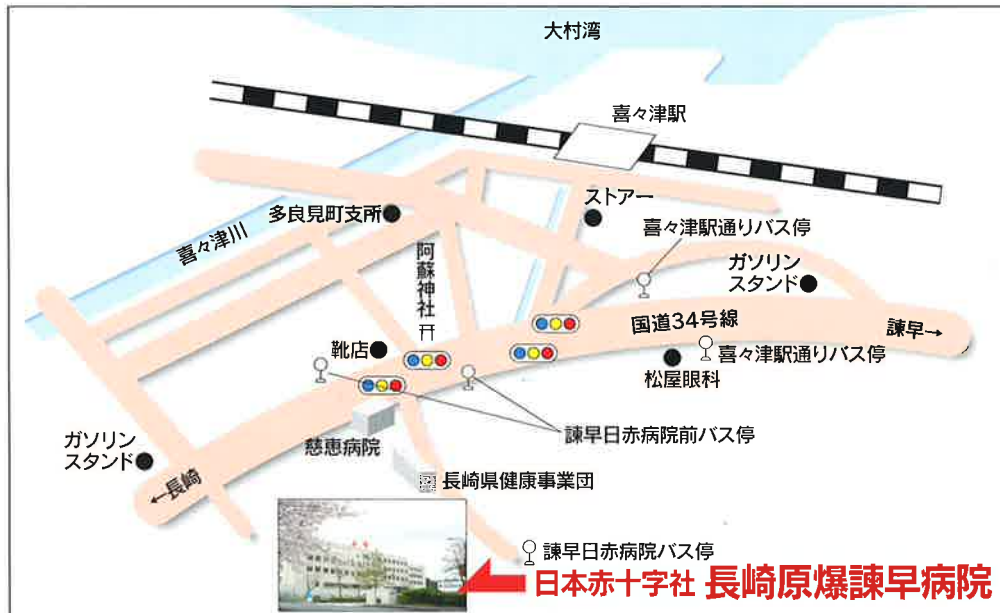 大村湾
喜々津駅
ストアー
多良見町支所
喜々津川
喜々津駅通りバス停
阿蘇神社
ガソリン
スタンド
国道34号線
諫早→
靴店
喜々津駅通りバス停
松屋眼科
諫早日赤病院前バス停
慈恵病院
ガソリン
スタンド
←長崎
長崎県健康事業団
諫早日赤病院バス停
日本赤十字社 長崎原爆諫早病院